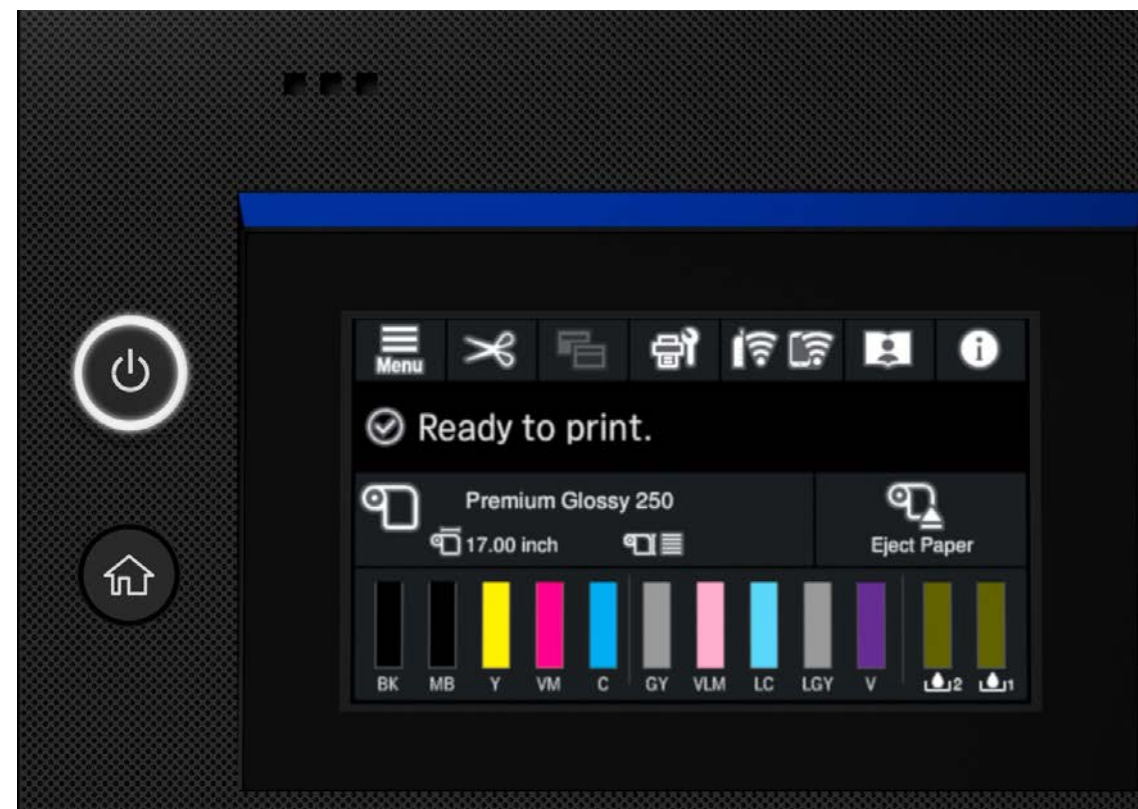 Menu
i
Ready to print.
Premium Glossy 250
17.00 inch
Eject Paper
BK MB Y VM C GY VLM LC LGY V 2 1